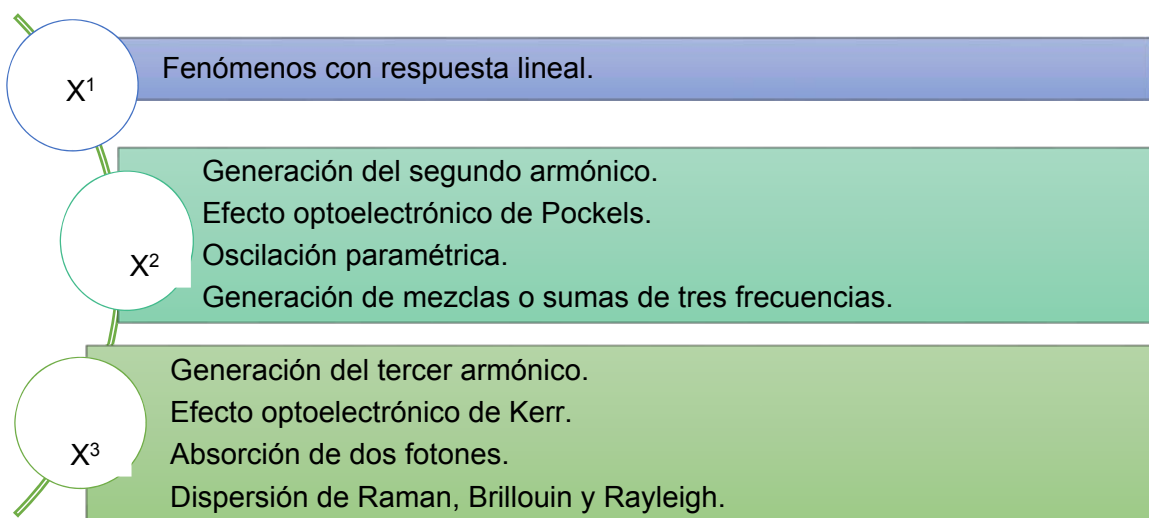 X¹
Fenómenos con respuesta lineal.
X²
Generación del segundo armónico.
Efecto optoelectrónico de Pockels.
Oscilación paramétrica.
Generación de mezclas o sumas de tres frecuencias.
X³
Generación del tercer armónico.
Efecto optoelectrónico de Kerr.
Absorción de dos fotones.
Dispersión de Raman, Brillouin y Rayleigh.